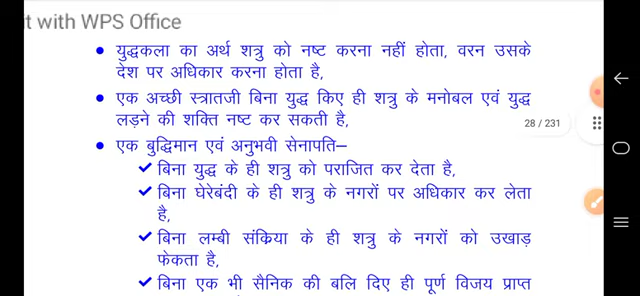 it with WPS Office
युद्धकला का अर्थ शत्रु को नष्ट करना नहीं होता, वरन उसके
देश पर अधिकार करना होता है,
एक अच्छी स्त्रातजी बिना युद्ध किए ही शत्रु के मनोबल एवं युद्ध
लड़ने की शक्ति नष्ट कर सकती है,
28 / 231
एक बुद्धिमान एवं अनुभवी सेनापति–
बिना युद्ध के ही शत्रु को पराजित कर देता है,
बिना घेरेबंदी के ही शत्रु के नगरों पर अधिकार कर लेता
है,
बिना लम्बी संक्रिया के ही शत्रु के नगरों को उखाड़
फेकता है,
बिना एक भी सैनिक की बलि दिए ही पूर्ण विजय प्राप्त